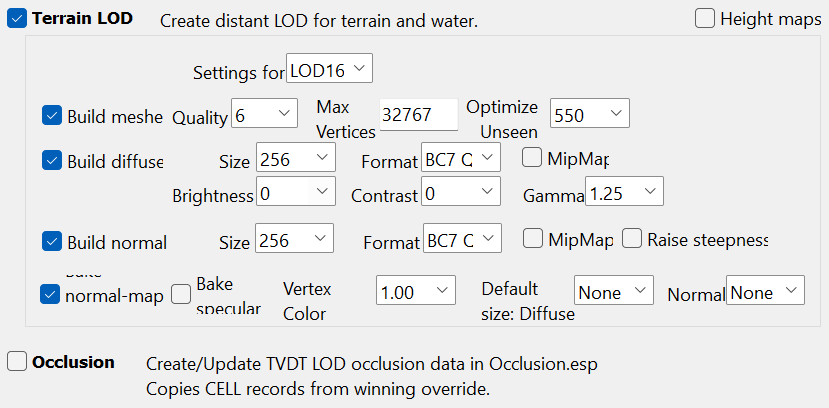 Terrain LOD Create distant LOD for terrain and water. Height maps
Settings for LOD16
Build meshe Quality 6 Max Vertices 32767 Optimize Unseen 550
Build diffuse Size 256 Format BC7 Q MipMap
Brightness 0 Contrast 0 Gamma 1.25
Build normal Size 256 Format BC7 Q MipMap Raise steepness
Bake normal-map Bake specular Vertex Color 1.00 Default size: Diffuse None Normal None
Occlusion Create/Update TVDT LOD occlusion data in Occlusion.esp
Copies CELL records from winning override.